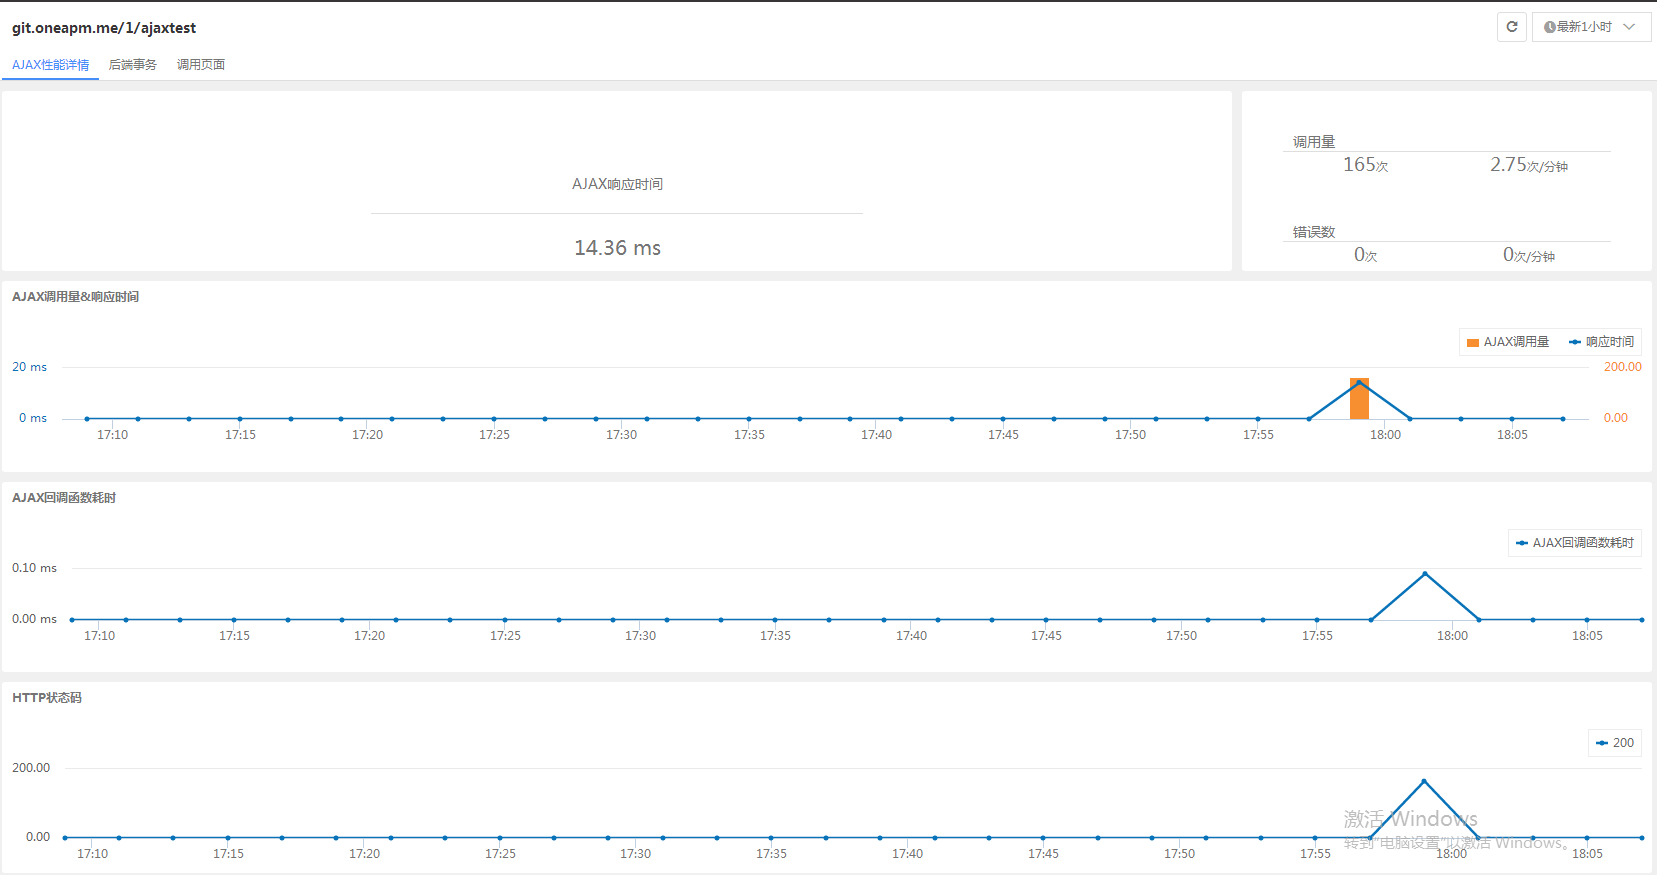 git.oneapm.me/1/ajaxtest
最新1小时
AJAX性能详情 后端事务 调用页面
AJAX响应时间
14.36 ms
调用量
165次 2.75次/分钟
错误数
0次 0次/分钟
AJAX调用量&响应时间
AJAX调用量 响应时间
20 ms 200.00
0 ms 0.00
17:10 17:15 17:20 17:25 17:30 17:35 17:40 17:45 17:50 17:55 18:00 18:05
AJAX回调函数耗时
AJAX回调函数耗时
0.10 ms
0.00 ms
17:10 17:15 17:20 17:25 17:30 17:35 17:40 17:45 17:50 17:55 18:00 18:05
HTTP状态码
200
200.00
激活 Windows
0.00
转到"电脑设置"以激活 Windows。
17:10 17:15 17:20 17:25 17:30 17:35 17:40 17:45 17:50 17:55 18:00 18:05